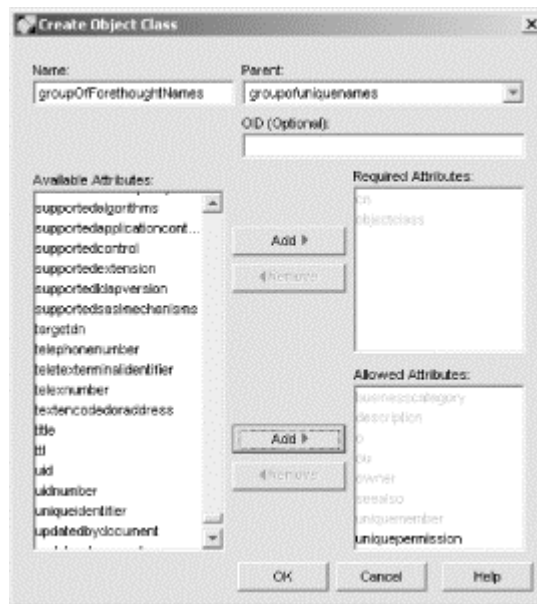 Create Object Class
Name:
groupOfForethoughtNames
Parent:
groupofuniquenames
OID (Optional):
Available Attributes:
supportedalgorithms
supportedapplicationcont...
supportedcontrol
supportedextension
supportedldapversion
supportedsaslmechanisms
targetdn
telephonenumber
teletexterminalidentifier
telexnumber
textencodedoraddress
title
ttl
uid
uidnumber
uniqueidentifier
updatedbydocument
Add
Remove
Required Attributes:
cn
objectclass
Add
Remove
Allowed Attributes:
businesscategory
description
o
ou
owner
seealso
uniquemember
uniquepermission
OK
Cancel
Help